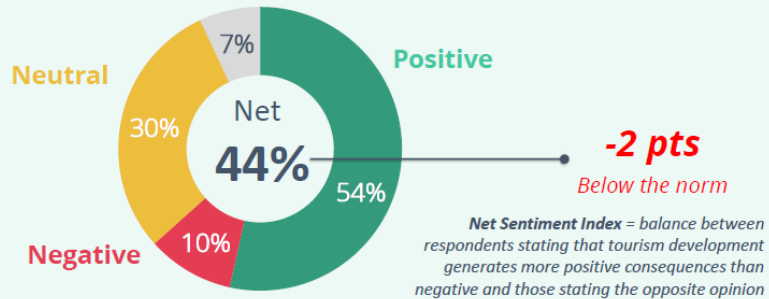 7%
Positive
Neutral
Net
30%
44%
-2 pts
Below the norm
54%
10%
Negative
Net Sentiment Index = balance between
respondents stating that tourism development
generates more positive consequences than
negative and those stating the opposite opinion